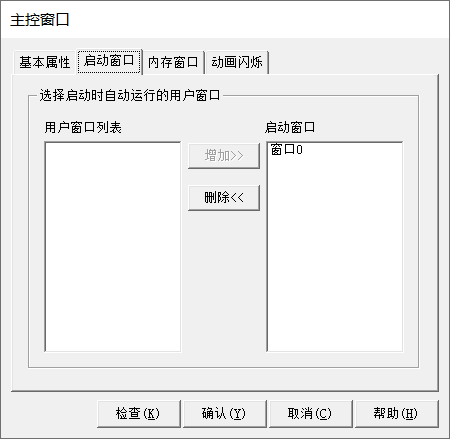 主控窗口
基本属性 启动窗口 内存窗口 动画闪烁
选择启动时自动运行的用户窗口
用户窗口列表 启动窗口
窗口0
增加>>
删除<<
检查(K) 确认(Y) 取消(C) 帮助(H)